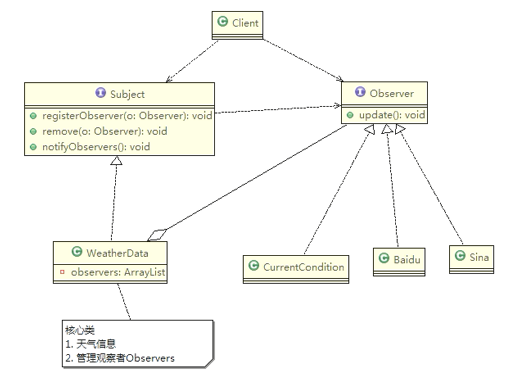 Client
Subject
registerObserver(o: Observer): void
remove(o: Observer): void
notifyObservers(): void
Observer
update(): void
WeatherData
observers: ArrayList
CurrentCondition
Baidu
Sina
核心类
1. 天气信息
2. 管理观察者Observers